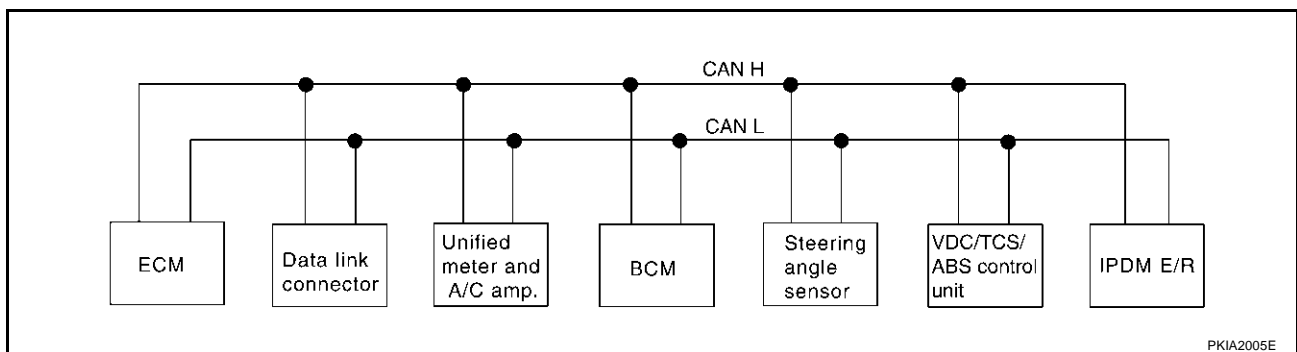 CAN H
CAN L
ECM
Data link
connector
Unified
meter and
A/C amp.
BCM
Steering
angle
sensor
VDC/TCS/
ABS control
unit
IPDM E/R
PKIA2005E